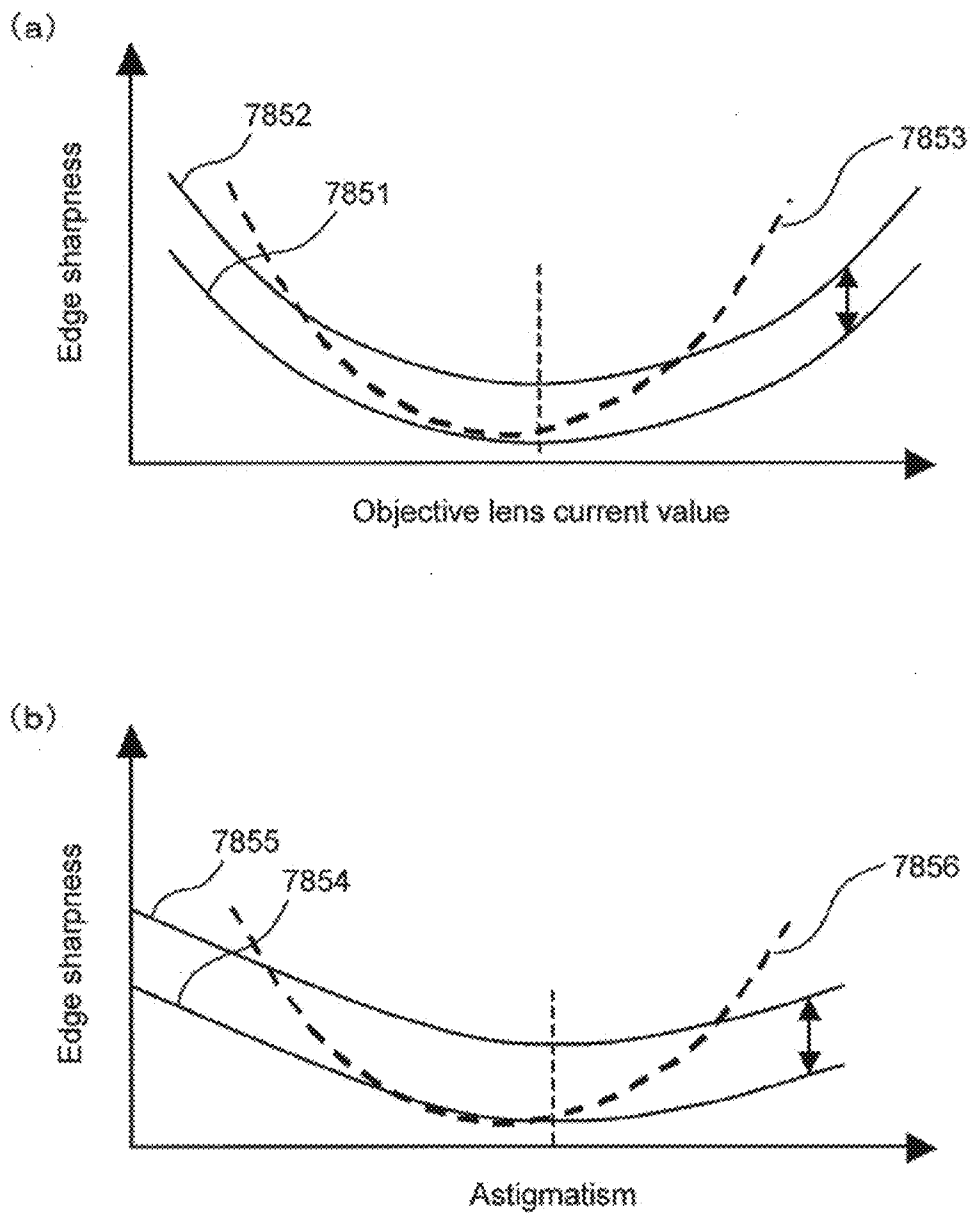 (a)
7852
7853
7851
Edge sharpness
Objective lens current value
(b)
7855
7856
7854
Edge sharpness
Astigmatism